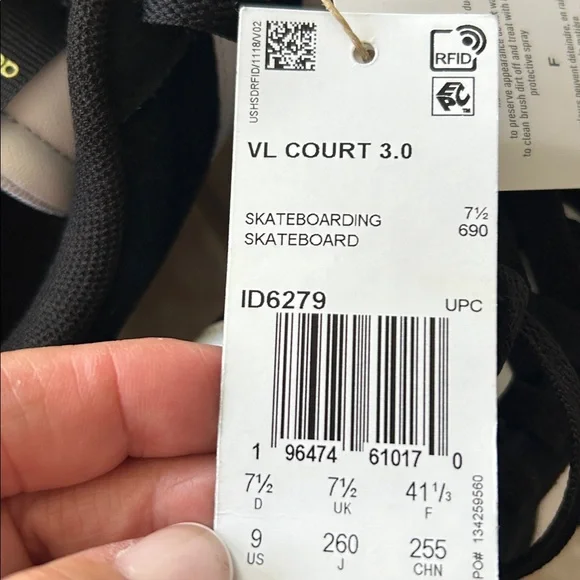 USHSDRFID/1118/V02
RFID
EPC
VL COURT 3.0
SKATEBOARDING 7½
SKATEBOARD 690
ID6279 UPC
1 96474 61017 0
7½ 7½ 41⅓
D UK F
9 260 255
US J CHN
PO# 134259560
to preserve appearance
to clean brush dirt off and treat with
protective spray
F